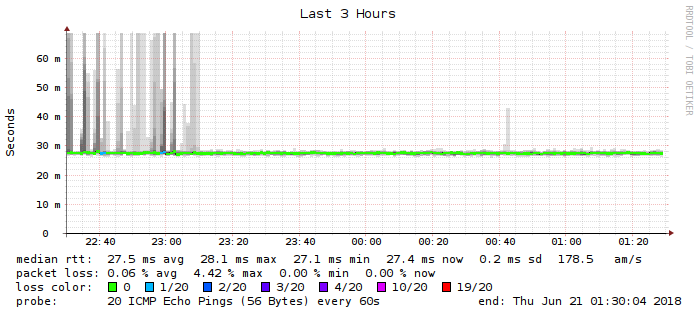 Last 3 Hours
RRDTOOL / TOBI OETIKER
Seconds
60 m
50 m
40 m
30 m
20 m
10 m
0
22:40 23:00 23:20 23:40 00:00 00:20 00:40 01:00 01:20
median rtt: 27.5 ms avg 28.1 ms max 27.1 ms min 27.4 ms now 0.2 ms sd 178.5 am/s
packet loss: 0.06 % avg 4.42 % max 0.00 % min 0.00 % now
loss color: 0 1/20 2/20 3/20 4/20 10/20 19/20
probe: 20 ICMP Echo Pings (56 Bytes) every 60s end: Thu Jun 21 01:30:04 2018